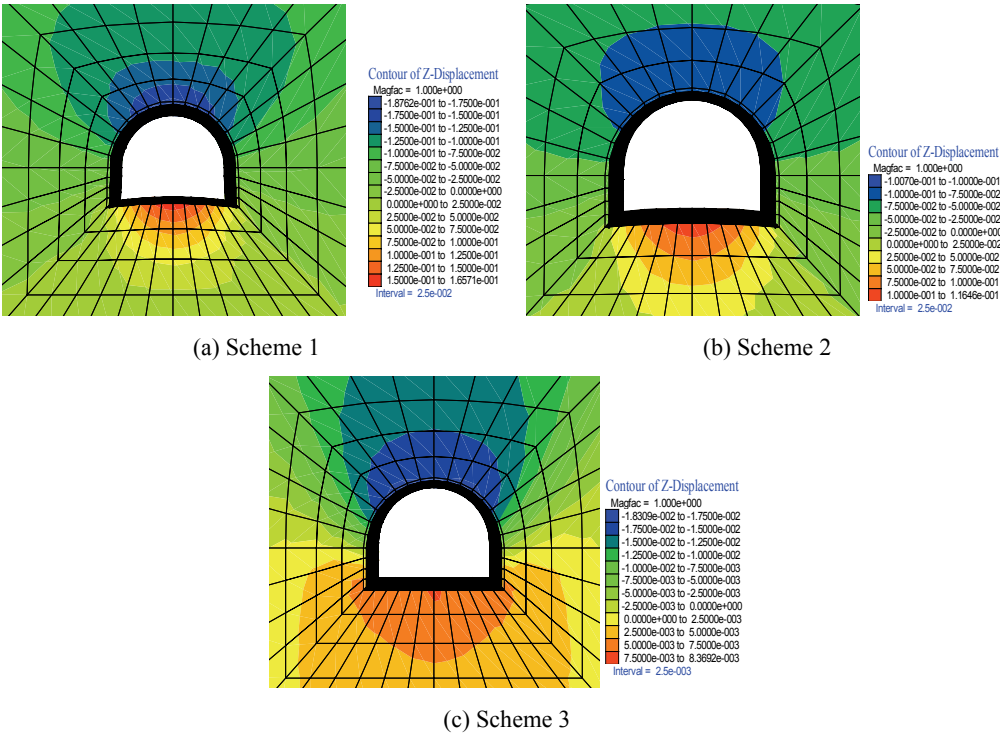 Contour of Z-Displacement
Magfac = 1.000e+000
-1.8762e-001 to -1.7500e-001
-1.7500e-001 to -1.5000e-001
-1.5000e-001 to -1.2500e-001
-1.2500e-001 to -1.0000e-001
-1.0000e-001 to -7.5000e-002
-7.5000e-002 to -5.0000e-002
-5.0000e-002 to -2.5000e-002
-2.5000e-002 to 0.0000e+000
0.0000e+000 to 2.5000e-002
2.5000e-002 to 5.0000e-002
5.0000e-002 to 7.5000e-002
7.5000e-002 to 1.0000e-001
1.0000e-001 to 1.2500e-001
1.2500e-001 to 1.5000e-001
1.5000e-001 to 1.6571e-001
Interval = 2.5e-002
(a) Scheme 1
Contour of Z-Displacement
Magfac = 1.000e+000
-1.0070e-001 to -1.0000e-001
-1.0000e-001 to -7.5000e-002
-7.5000e-002 to -5.0000e-002
-5.0000e-002 to -2.5000e-002
-2.5000e-002 to 0.0000e+000
0.0000e+000 to 2.5000e-002
2.5000e-002 to 5.0000e-002
5.0000e-002 to 7.5000e-002
7.5000e-002 to 1.0000e-001
1.0000e-001 to 1.1646e-001
Interval = 2.5e-002
(b) Scheme 2
Contour of Z-Displacement
Magfac = 1.000e+000
-1.8309e-002 to -1.7500e-002
-1.7500e-002 to -1.5000e-002
-1.5000e-002 to -1.2500e-002
-1.2500e-002 to -1.0000e-002
-1.0000e-002 to -7.5000e-003
-7.5000e-003 to -5.0000e-003
-5.0000e-003 to -2.5000e-003
-2.5000e-003 to 0.0000e+000
0.0000e+000 to 2.5000e-003
2.5000e-003 to 5.0000e-003
5.0000e-003 to 7.5000e-003
7.5000e-003 to 8.3692e-003
Interval = 2.5e-003
(c) Scheme 3